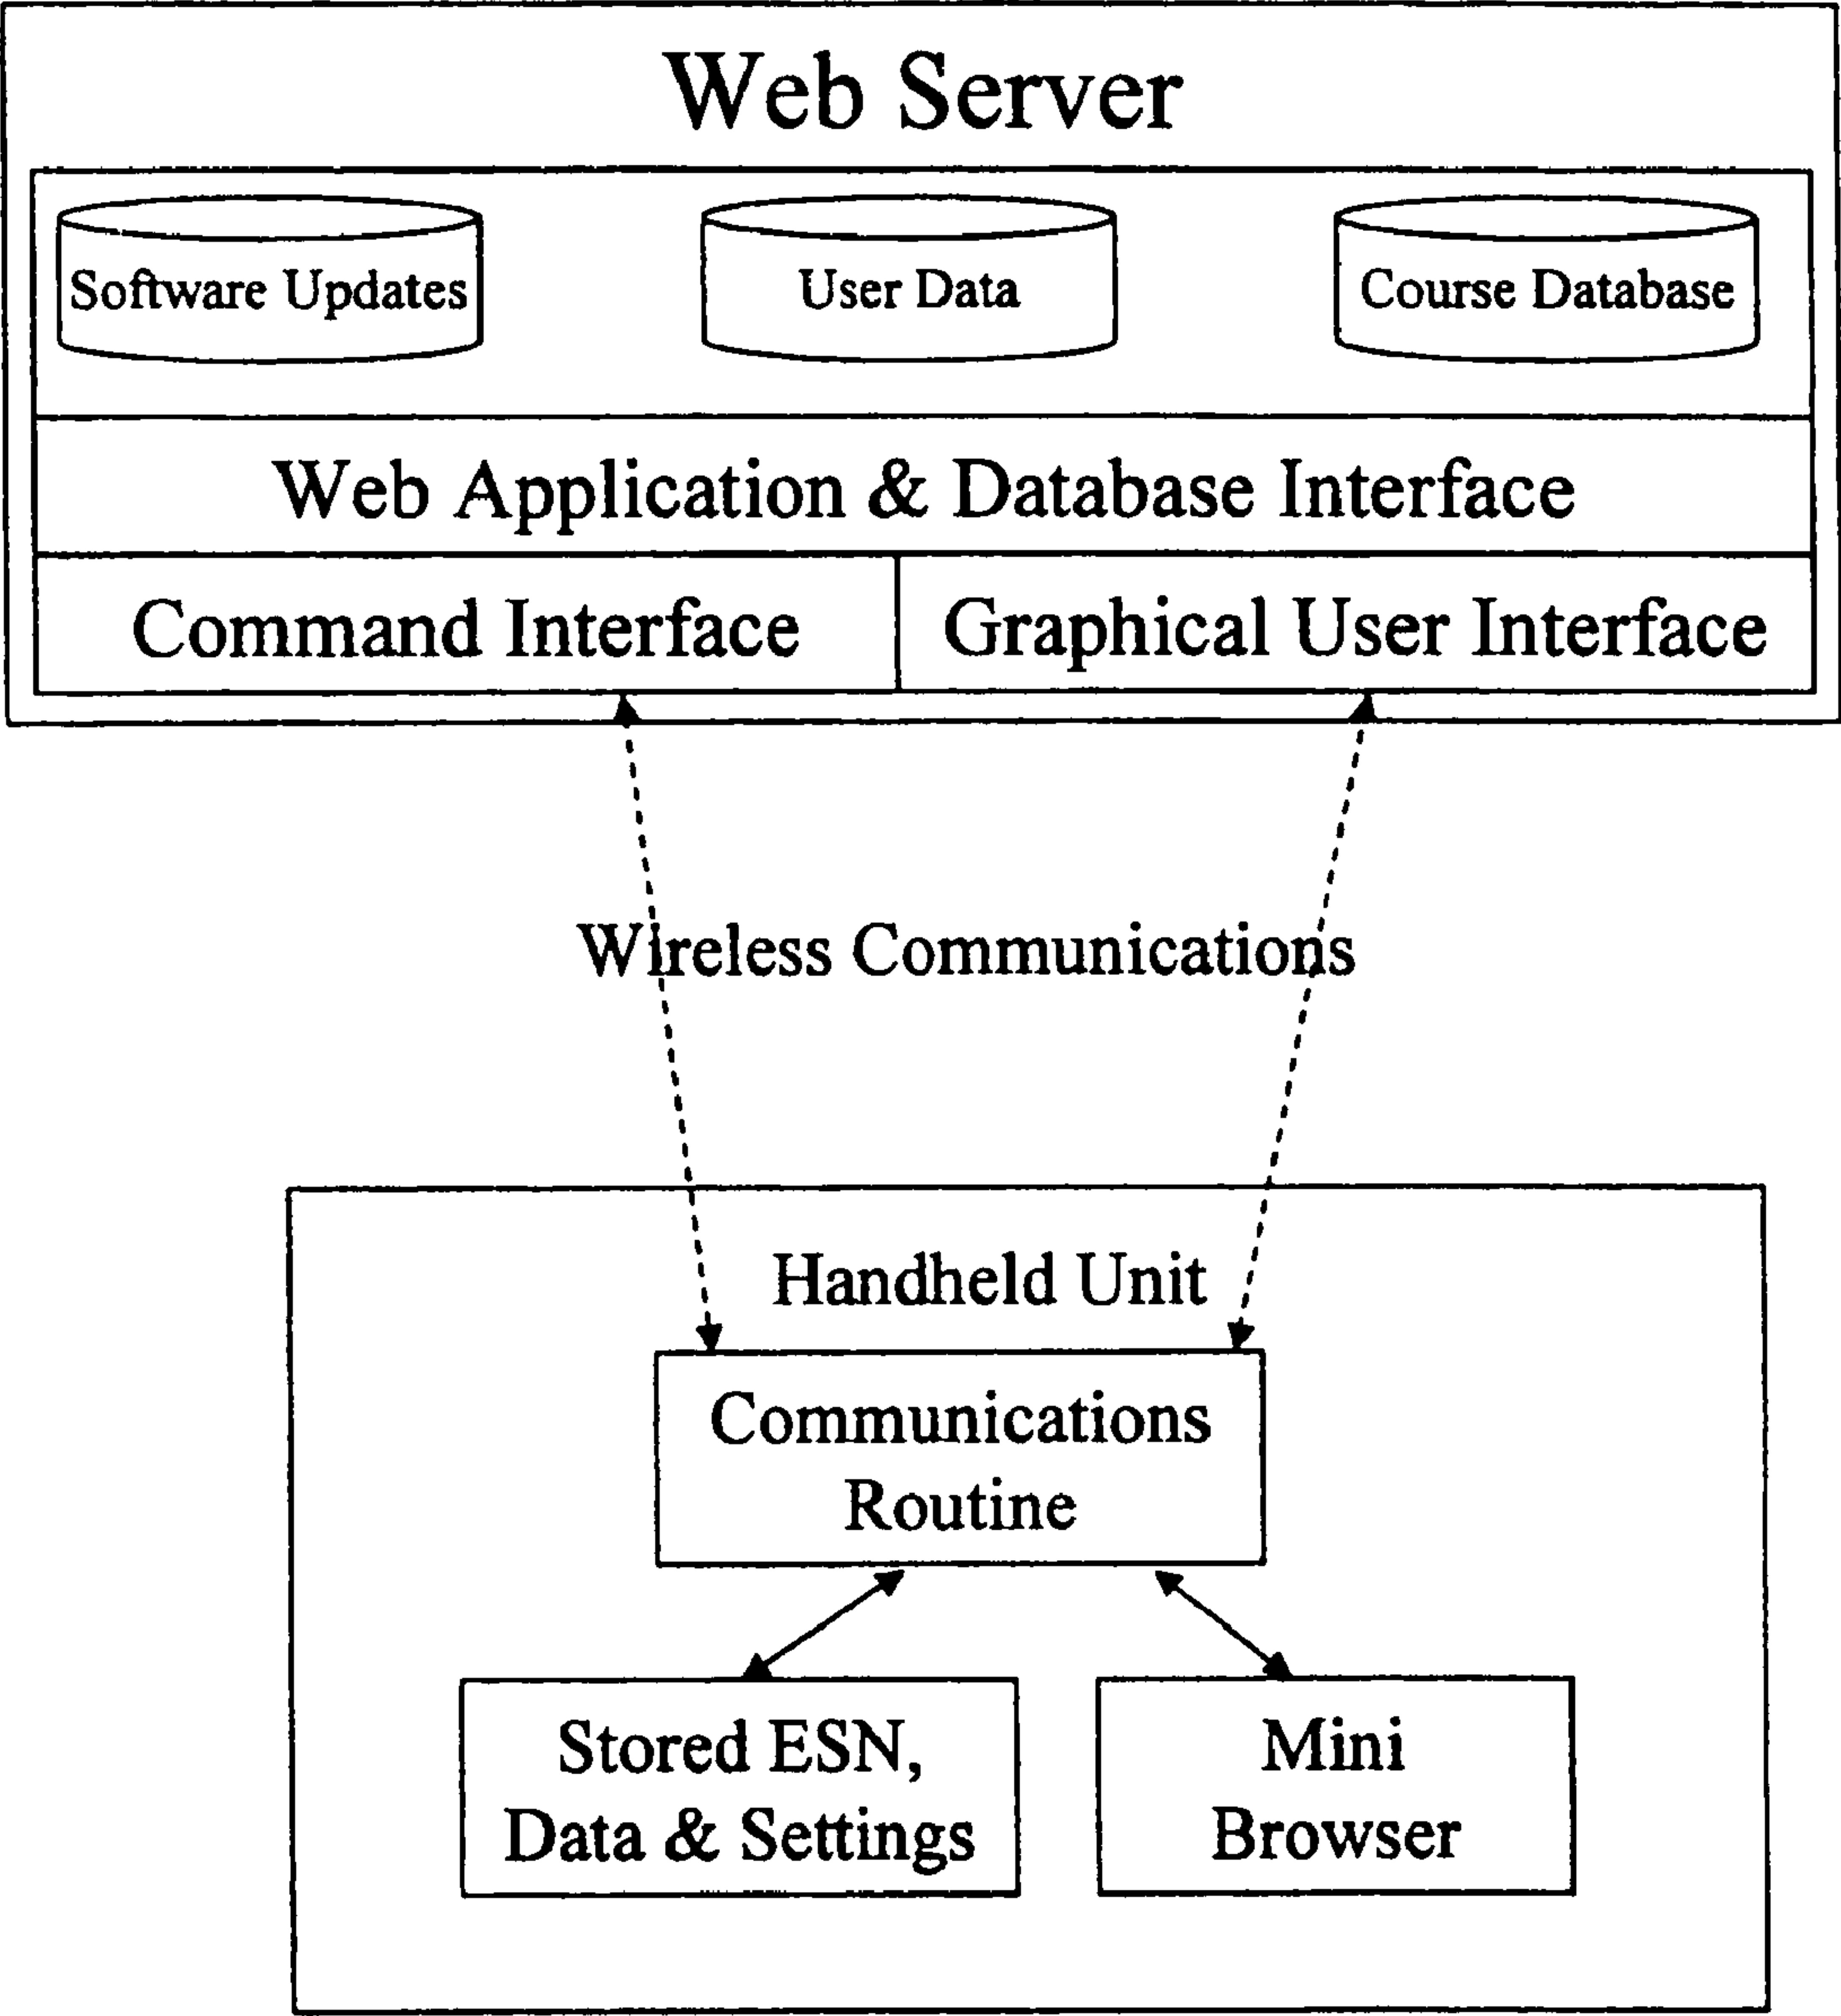 Web Server
Software Updates
User Data
Course Database
Web Application & Database Interface
Command Interface
Graphical User Interface
Wireless Communications
Handheld Unit
Communications
Routine
Stored ESN,
Data & Settings
Mini
Browser